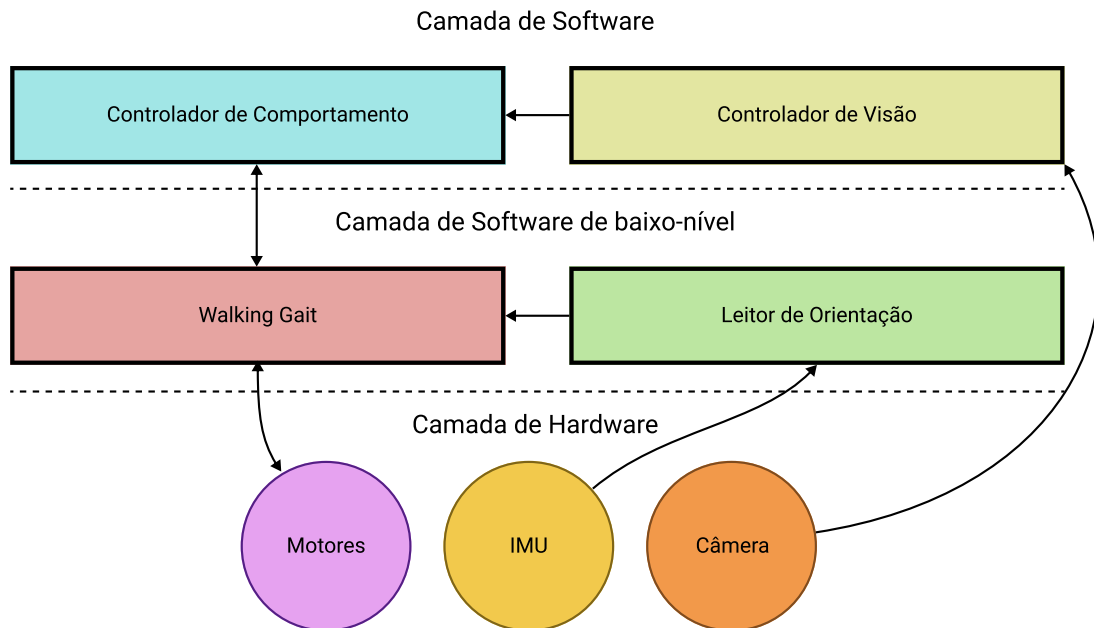 Camada de Software
Controlador de Comportamento
Controlador de Visão
Camada de Software de baixo-nível
Walking Gait
Leitor de Orientação
Camada de Hardware
Motores
IMU
Câmera